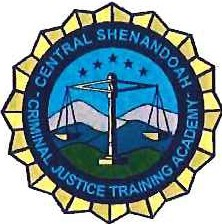 CENTRAL SHENANDOAH
CRIMINAL JUSTICE TRAINING ACADEMY